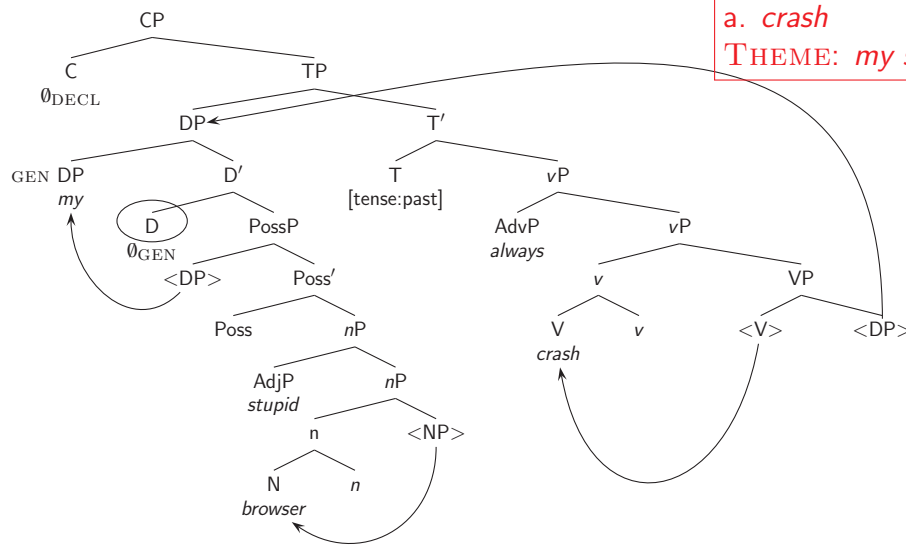 CP
a. crash
C TP
THEME: my s
∅DECL
DP T′
GEN DP D′ T vP
my [tense:past]
D PossP AdvP vP
∅GEN always
<DP> Poss′ v VP
Poss nP V v <V> <DP>
crash
AdjP nP
stupid
n <NP>
N n
browser